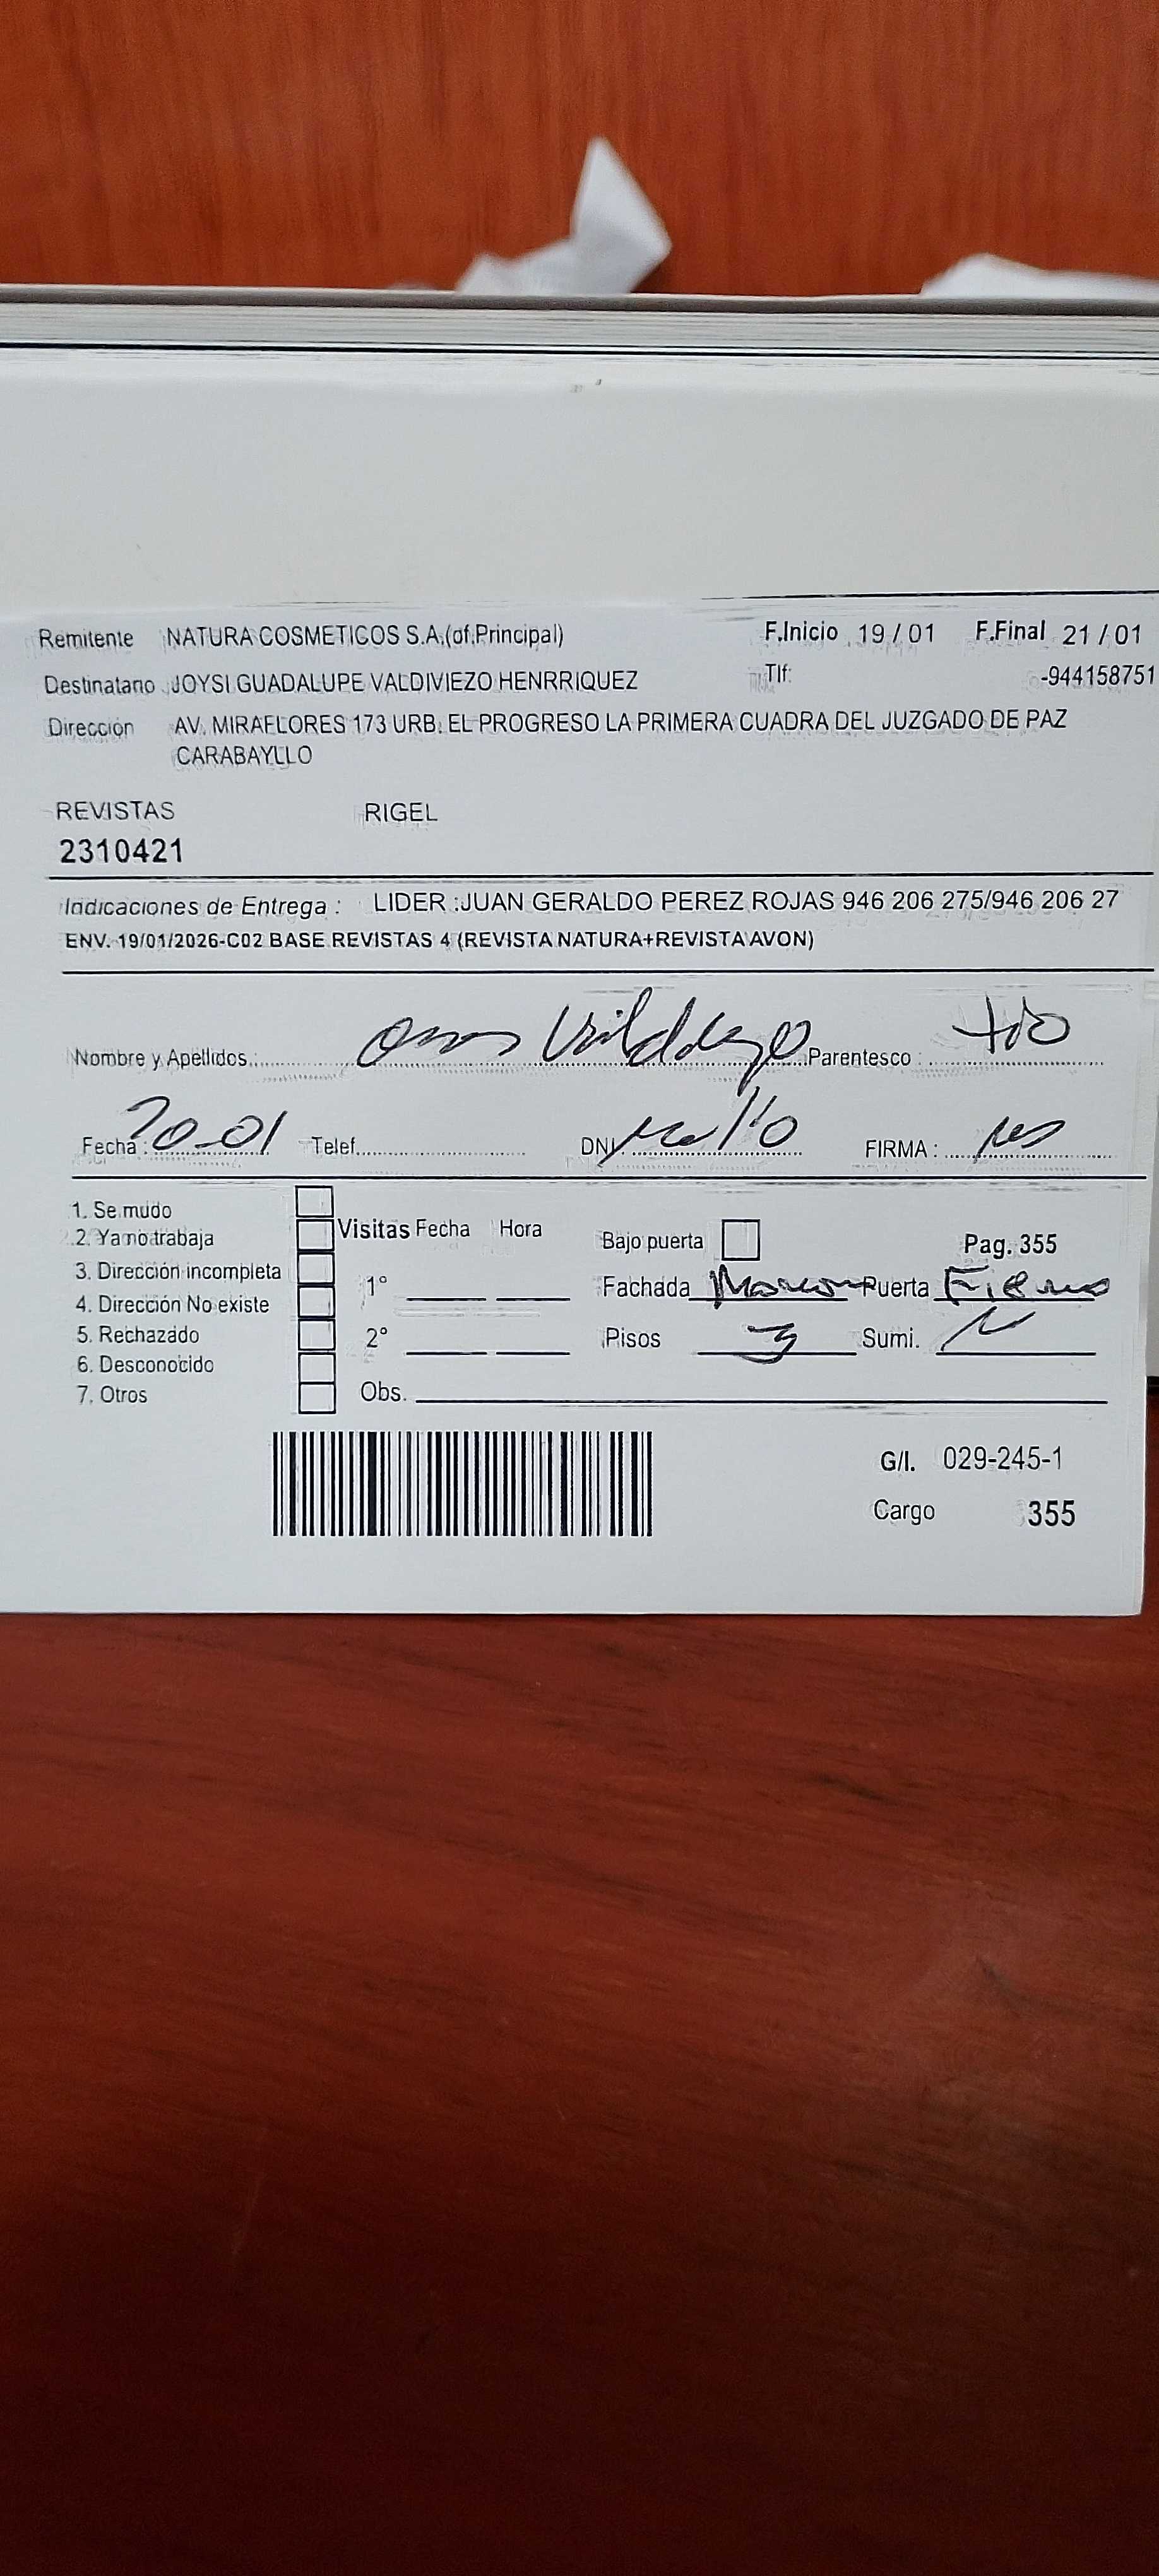 Remitente NATURA COSMETICOS S.A.(of.Principal) F.Inicio 19/01 F.Final 21/01
Destinatario JOYSI GUADALUPE VALDIVIEZO HENRRIQUEZ Tlf: -944158751
Dirección AV. MIRAFLORES 173 URB. EL PROGRESO LA PRIMERA CUADRA DEL JUZGADO DE PAZ
CARABAYLLO
REVISTAS RIGEL
2310421
Indicaciones de Entrega : LIDER :JUAN GERALDO PEREZ ROJAS 946 206 275/946 206 27
ENV. 19/01/2026-C02 BASE REVISTAS 4 (REVISTA NATURA+REVISTA AVON)
Nombre y Apellidos: Parentesco : tio
Fecha: 20-01 Telef. DNI: FIRMA :
1. Se mudo
2. Ya no trabaja Visitas Fecha Hora Bajo puerta Pag. 355
3. Dirección incompleta 1° Fachada Puerta Fierro
4. Dirección No existe
5. Rechazado 2° Pisos 3 Sumi.
6. Desconocido
7. Otros Obs.
G/I. 029-245-1
Cargo 355